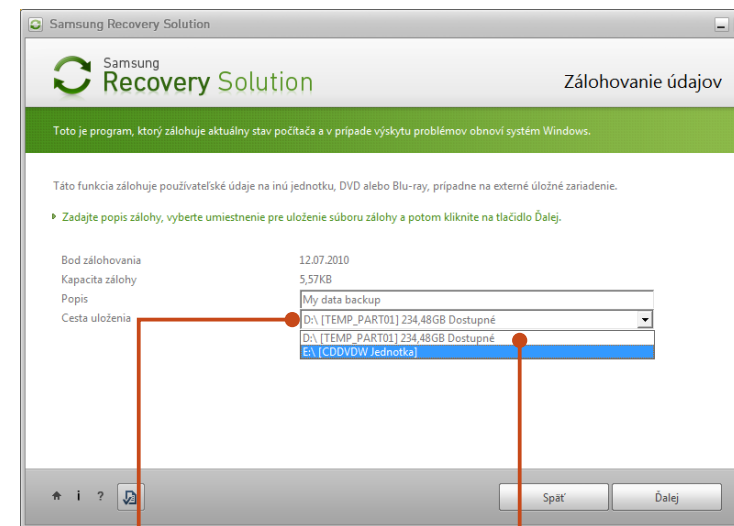 Samsung Recovery Solution
Samsung
Recovery Solution
Zálohovanie údajov
Toto je program, ktorý zálohuje aktuálny stav počítača a v prípade výskytu problémov obnoví systém Windows.
Táto funkcia zálohuje používateľské údaje na inú jednotku, DVD alebo Blu-ray, prípadne na externé úložné zariadenie.
Zadajte popis zálohy, vyberte umiestnenie pre uloženie súboru zálohy a potom kliknite na tlačidlo Ďalej.
Bod zálohovania 12.07.2010
Kapacita zálohy 5,57KB
Popis My data backup
Cesta uloženia D:\ [TEMP_PART01] 234,48GB Dostupné
D:\ [TEMP_PART01] 234,48GB Dostupné
E:\ [CDDVDW Jednotka]
i ? Späť Ďalej